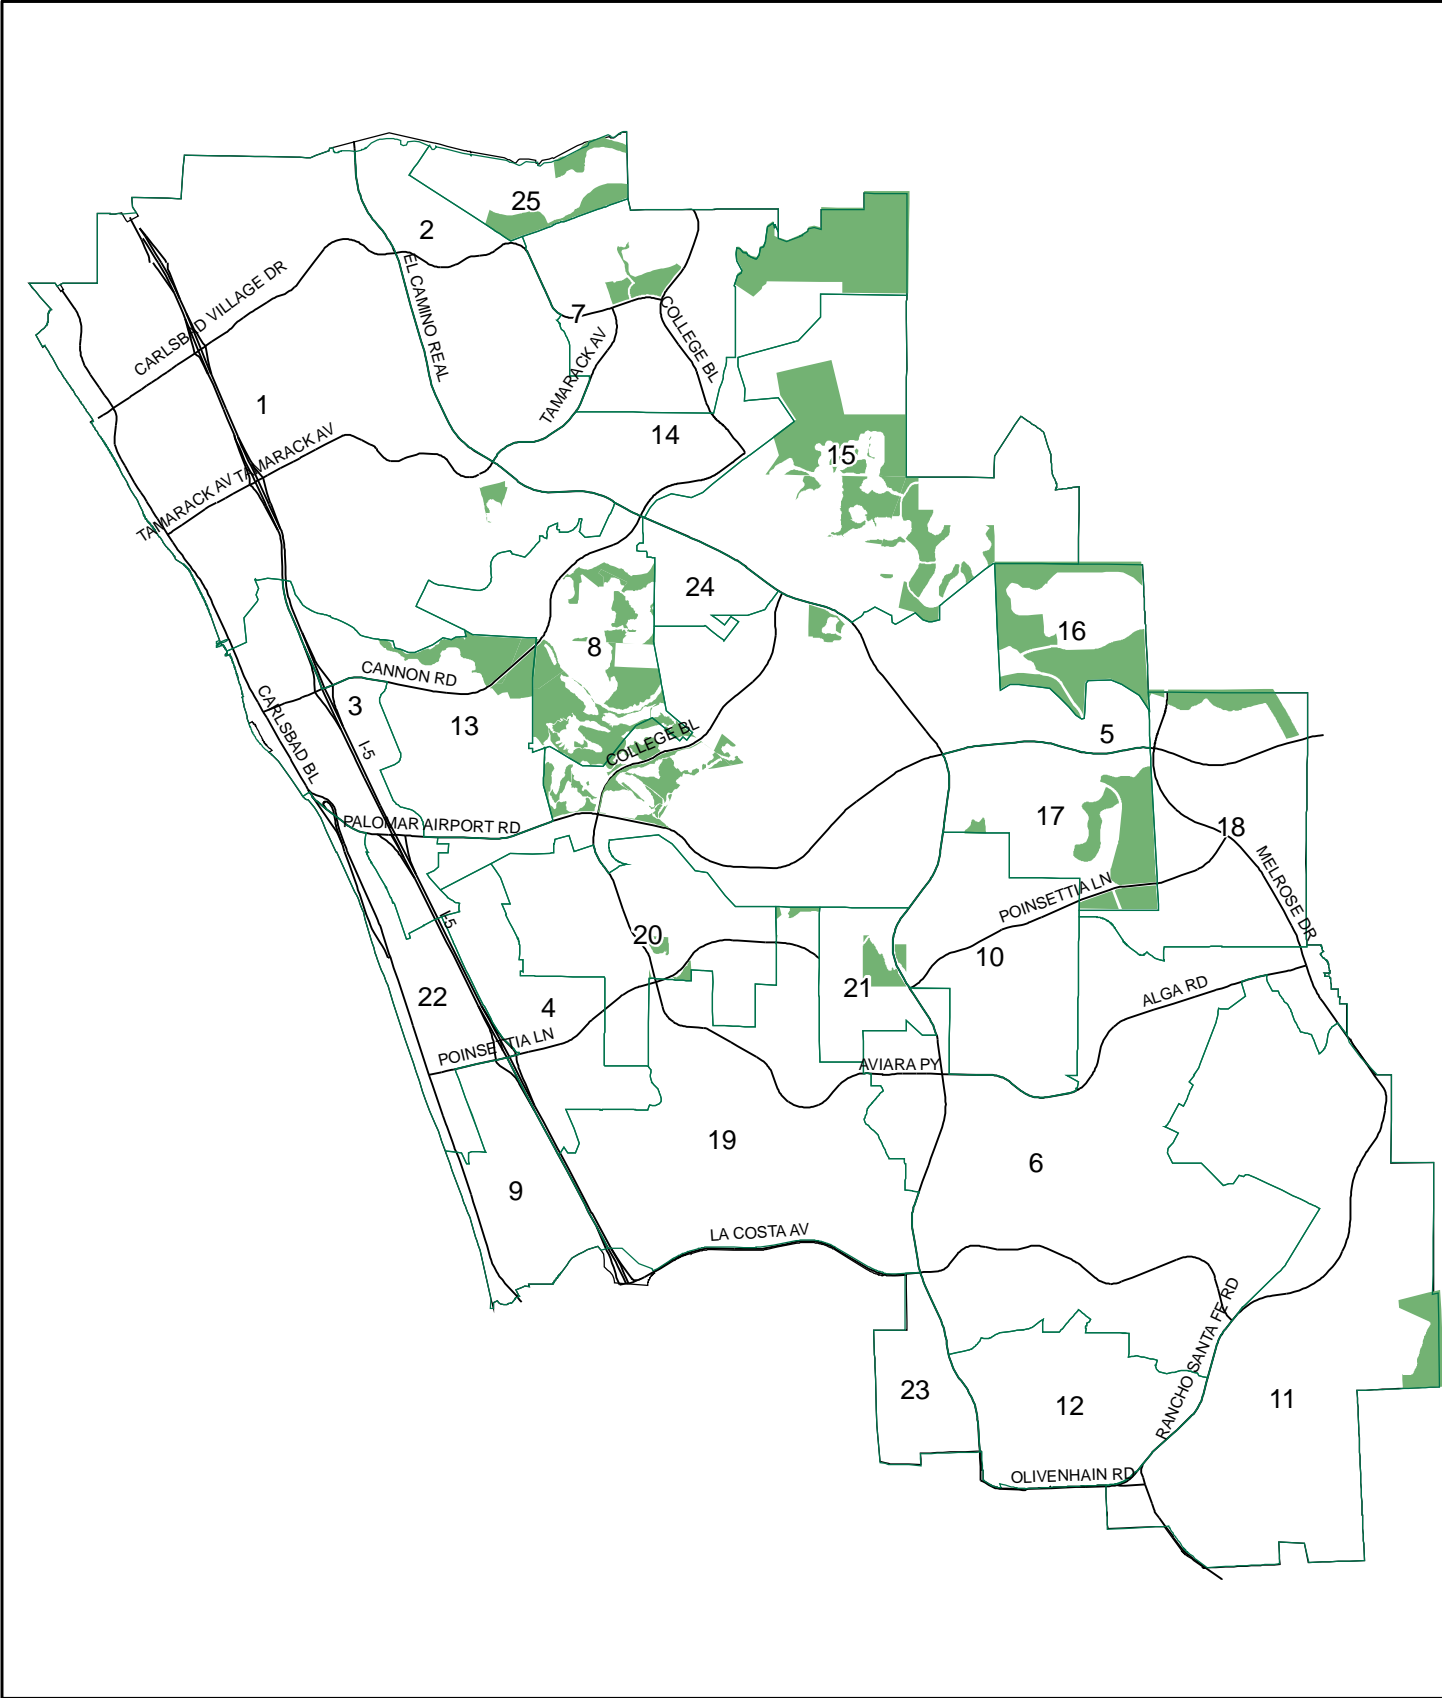 25
2
EL CAMINO REAL
CARLSBAD VILLAGE DR
7
COLLEGE BL
TAMARACK AV
1
14
TAMARACK AV
TAMARACK AV
15
24
16
8
CANNON RD
3
13
CARLSBAD BL
I-5
COLLEGE BL
5
PALOMAR AIRPORT RD
17
18
MELROSE DR
POINSETTIA LN
I-5
20
10
21
22
4
ALGA RD
POINSETTIA LN
AVIARA PY
19
6
9
LA COSTA AV
RANCHO SANTA FE RD
23
12
11
OLIVENHAIN RD